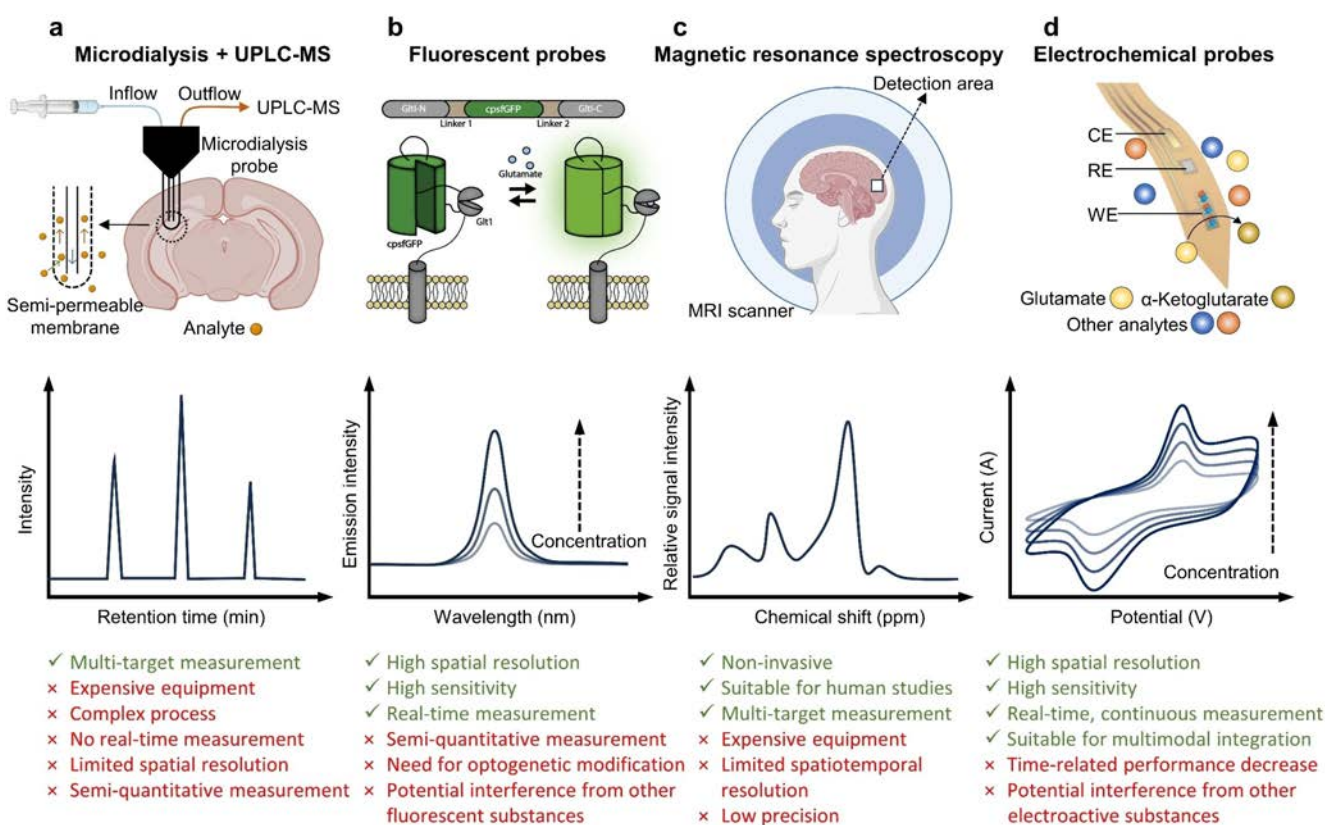 a
Microdialysis + UPLC-MS
Inflow
Outflow
UPLC-MS
Microdialysis
probe
Semi-permeable
membrane
Analyte
Intensity
Retention time (min)
✓ Multi-target measurement
× Expensive equipment
× Complex process
× No real-time measurement
× Limited spatial resolution
× Semi-quantitative measurement
b
Fluorescent probes
GltI-N
cpsfGFP
GltI-C
Linker 1
Linker 2
Glutamate
Glt1
cpsfGFP
Emission intensity
Concentration
Wavelength (nm)
✓ High spatial resolution
✓ High sensitivity
✓ Real-time measurement
× Semi-quantitative measurement
× Need for optogenetic modification
× Potential interference from other
fluorescent substances
c
Magnetic resonance spectroscopy
Detection area
MRI scanner
Relative signal intensity
Chemical shift (ppm)
✓ Non-invasive
✓ Suitable for human studies
✓ Multi-target measurement
× Expensive equipment
× Limited spatiotemporal
resolution
× Low precision
d
Electrochemical probes
CE
RE
WE
Glutamate
α-Ketoglutarate
Other analytes
Current (A)
Concentration
Potential (V)
✓ High spatial resolution
✓ High sensitivity
✓ Real-time, continuous measurement
✓ Suitable for multimodal integration
× Time-related performance decrease
× Potential interference from other
electroactive substances